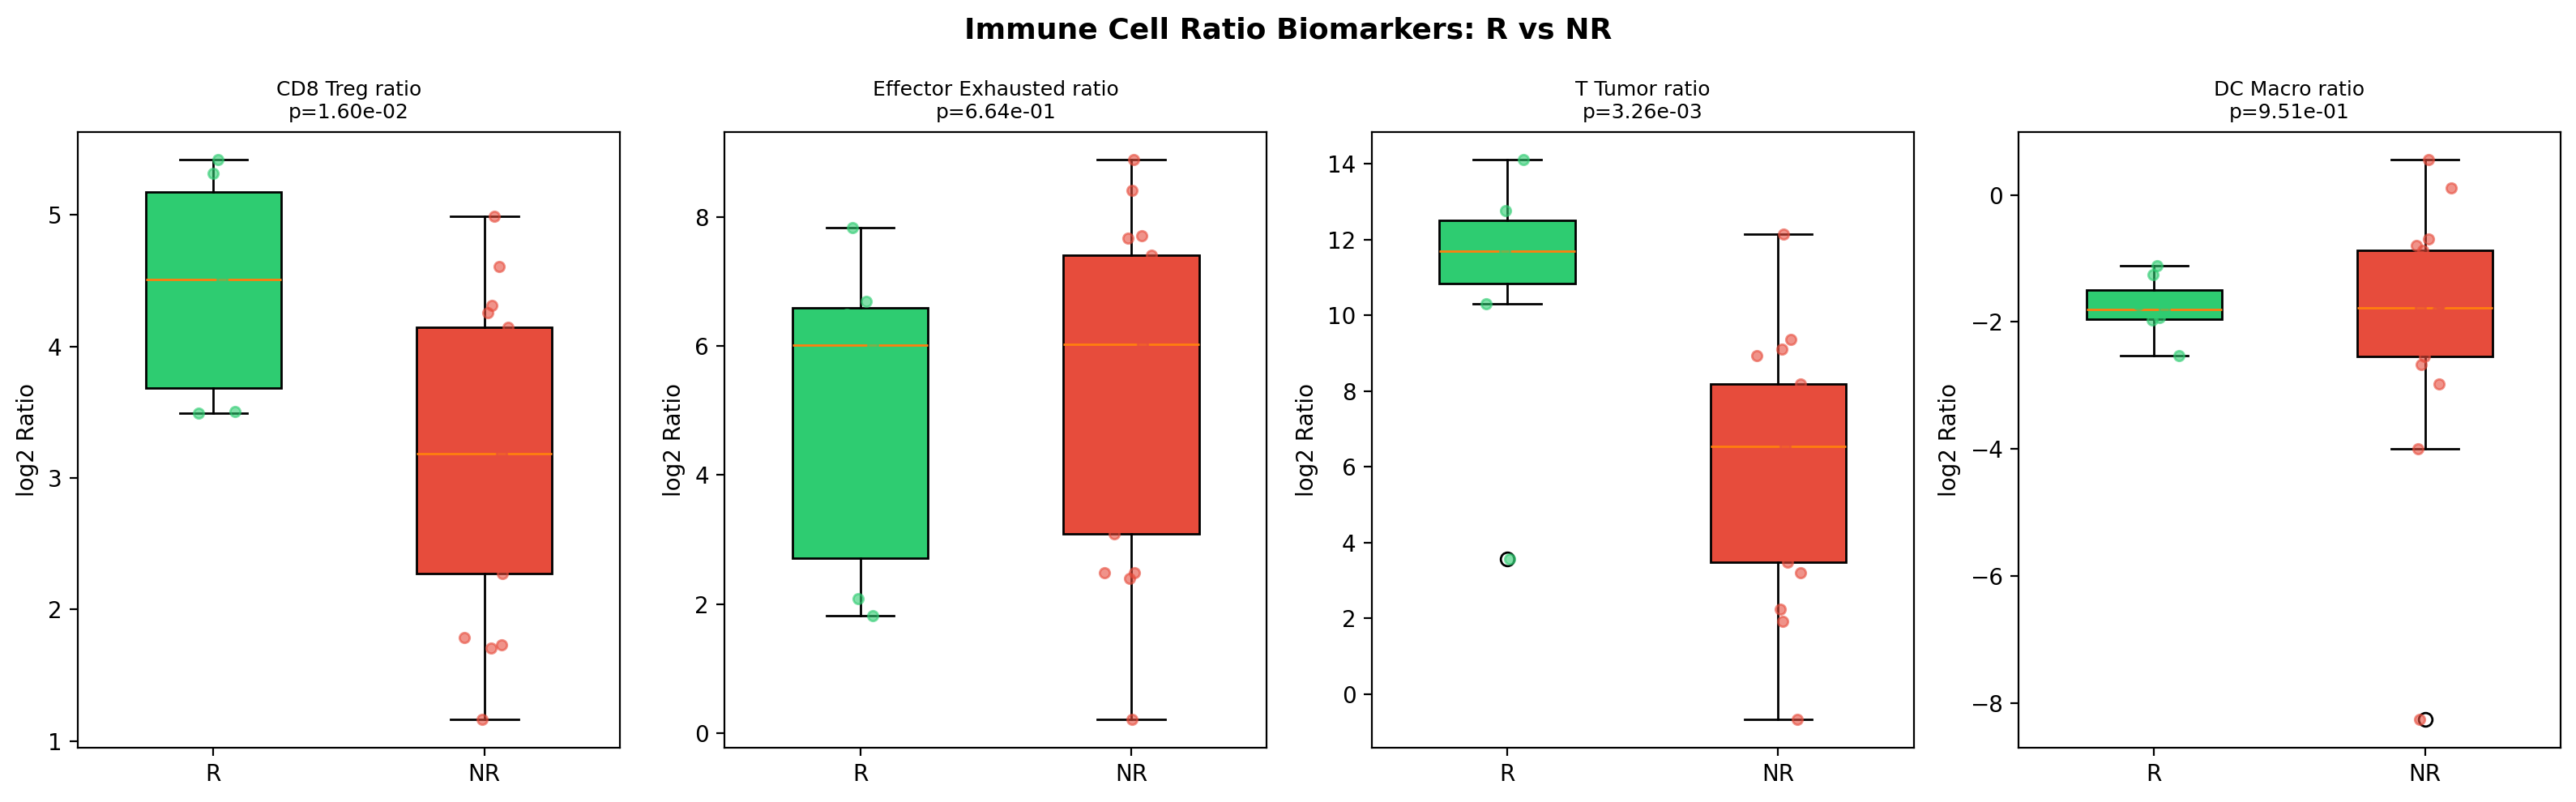 Immune Cell Ratio Biomarkers: R vs NR
CD8 Treg ratio
p=1.60e-02
log2 Ratio
5
4
3
2
1
R
NR
Effector Exhausted ratio
p=6.64e-01
log2 Ratio
8
6
4
2
0
R
NR
T Tumor ratio
p=3.26e-03
log2 Ratio
14
12
10
8
6
4
2
0
R
NR
DC Macro ratio
p=9.51e-01
log2 Ratio
0
−2
−4
−6
−8
R
NR